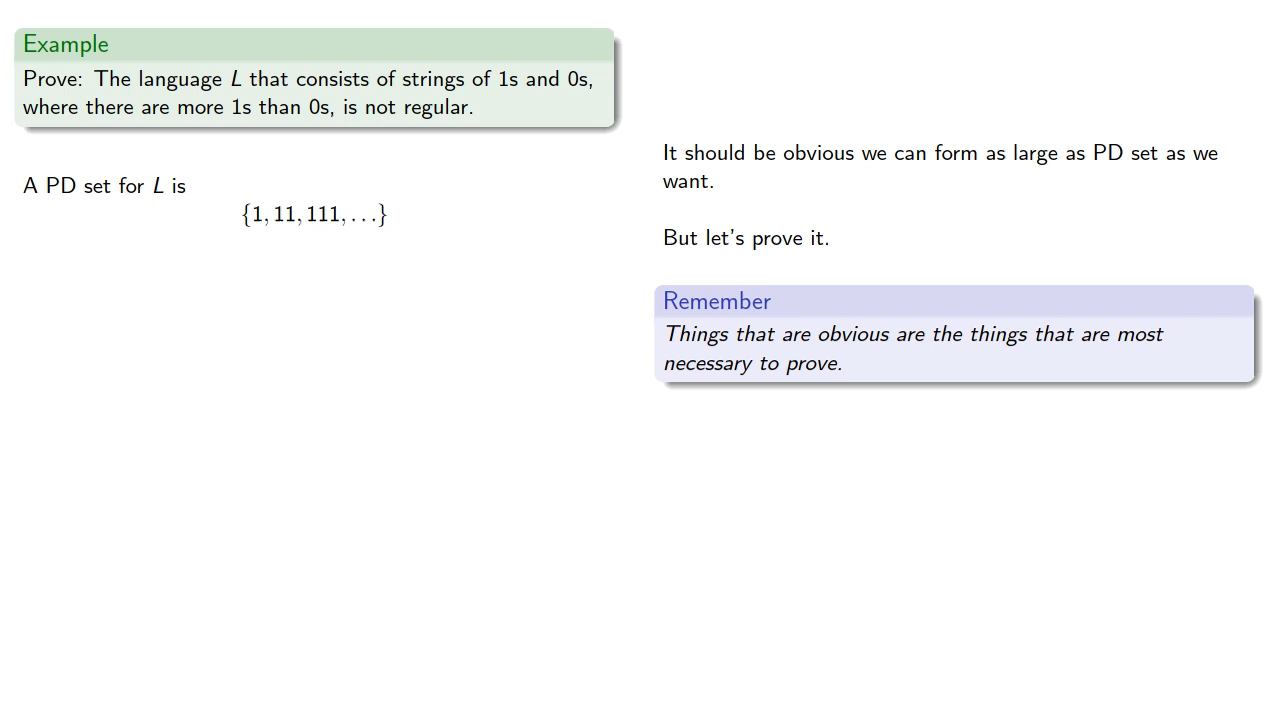 Example
Prove: The language L that consists of strings of 1s and 0s,
where there are more 1s than 0s, is not regular.
A PD set for L is
{1, 11, 111, . . .}
It should be obvious we can form as large as PD set as we
want.
But let's prove it.
Remember
Things that are obvious are the things that are most
necessary to prove.